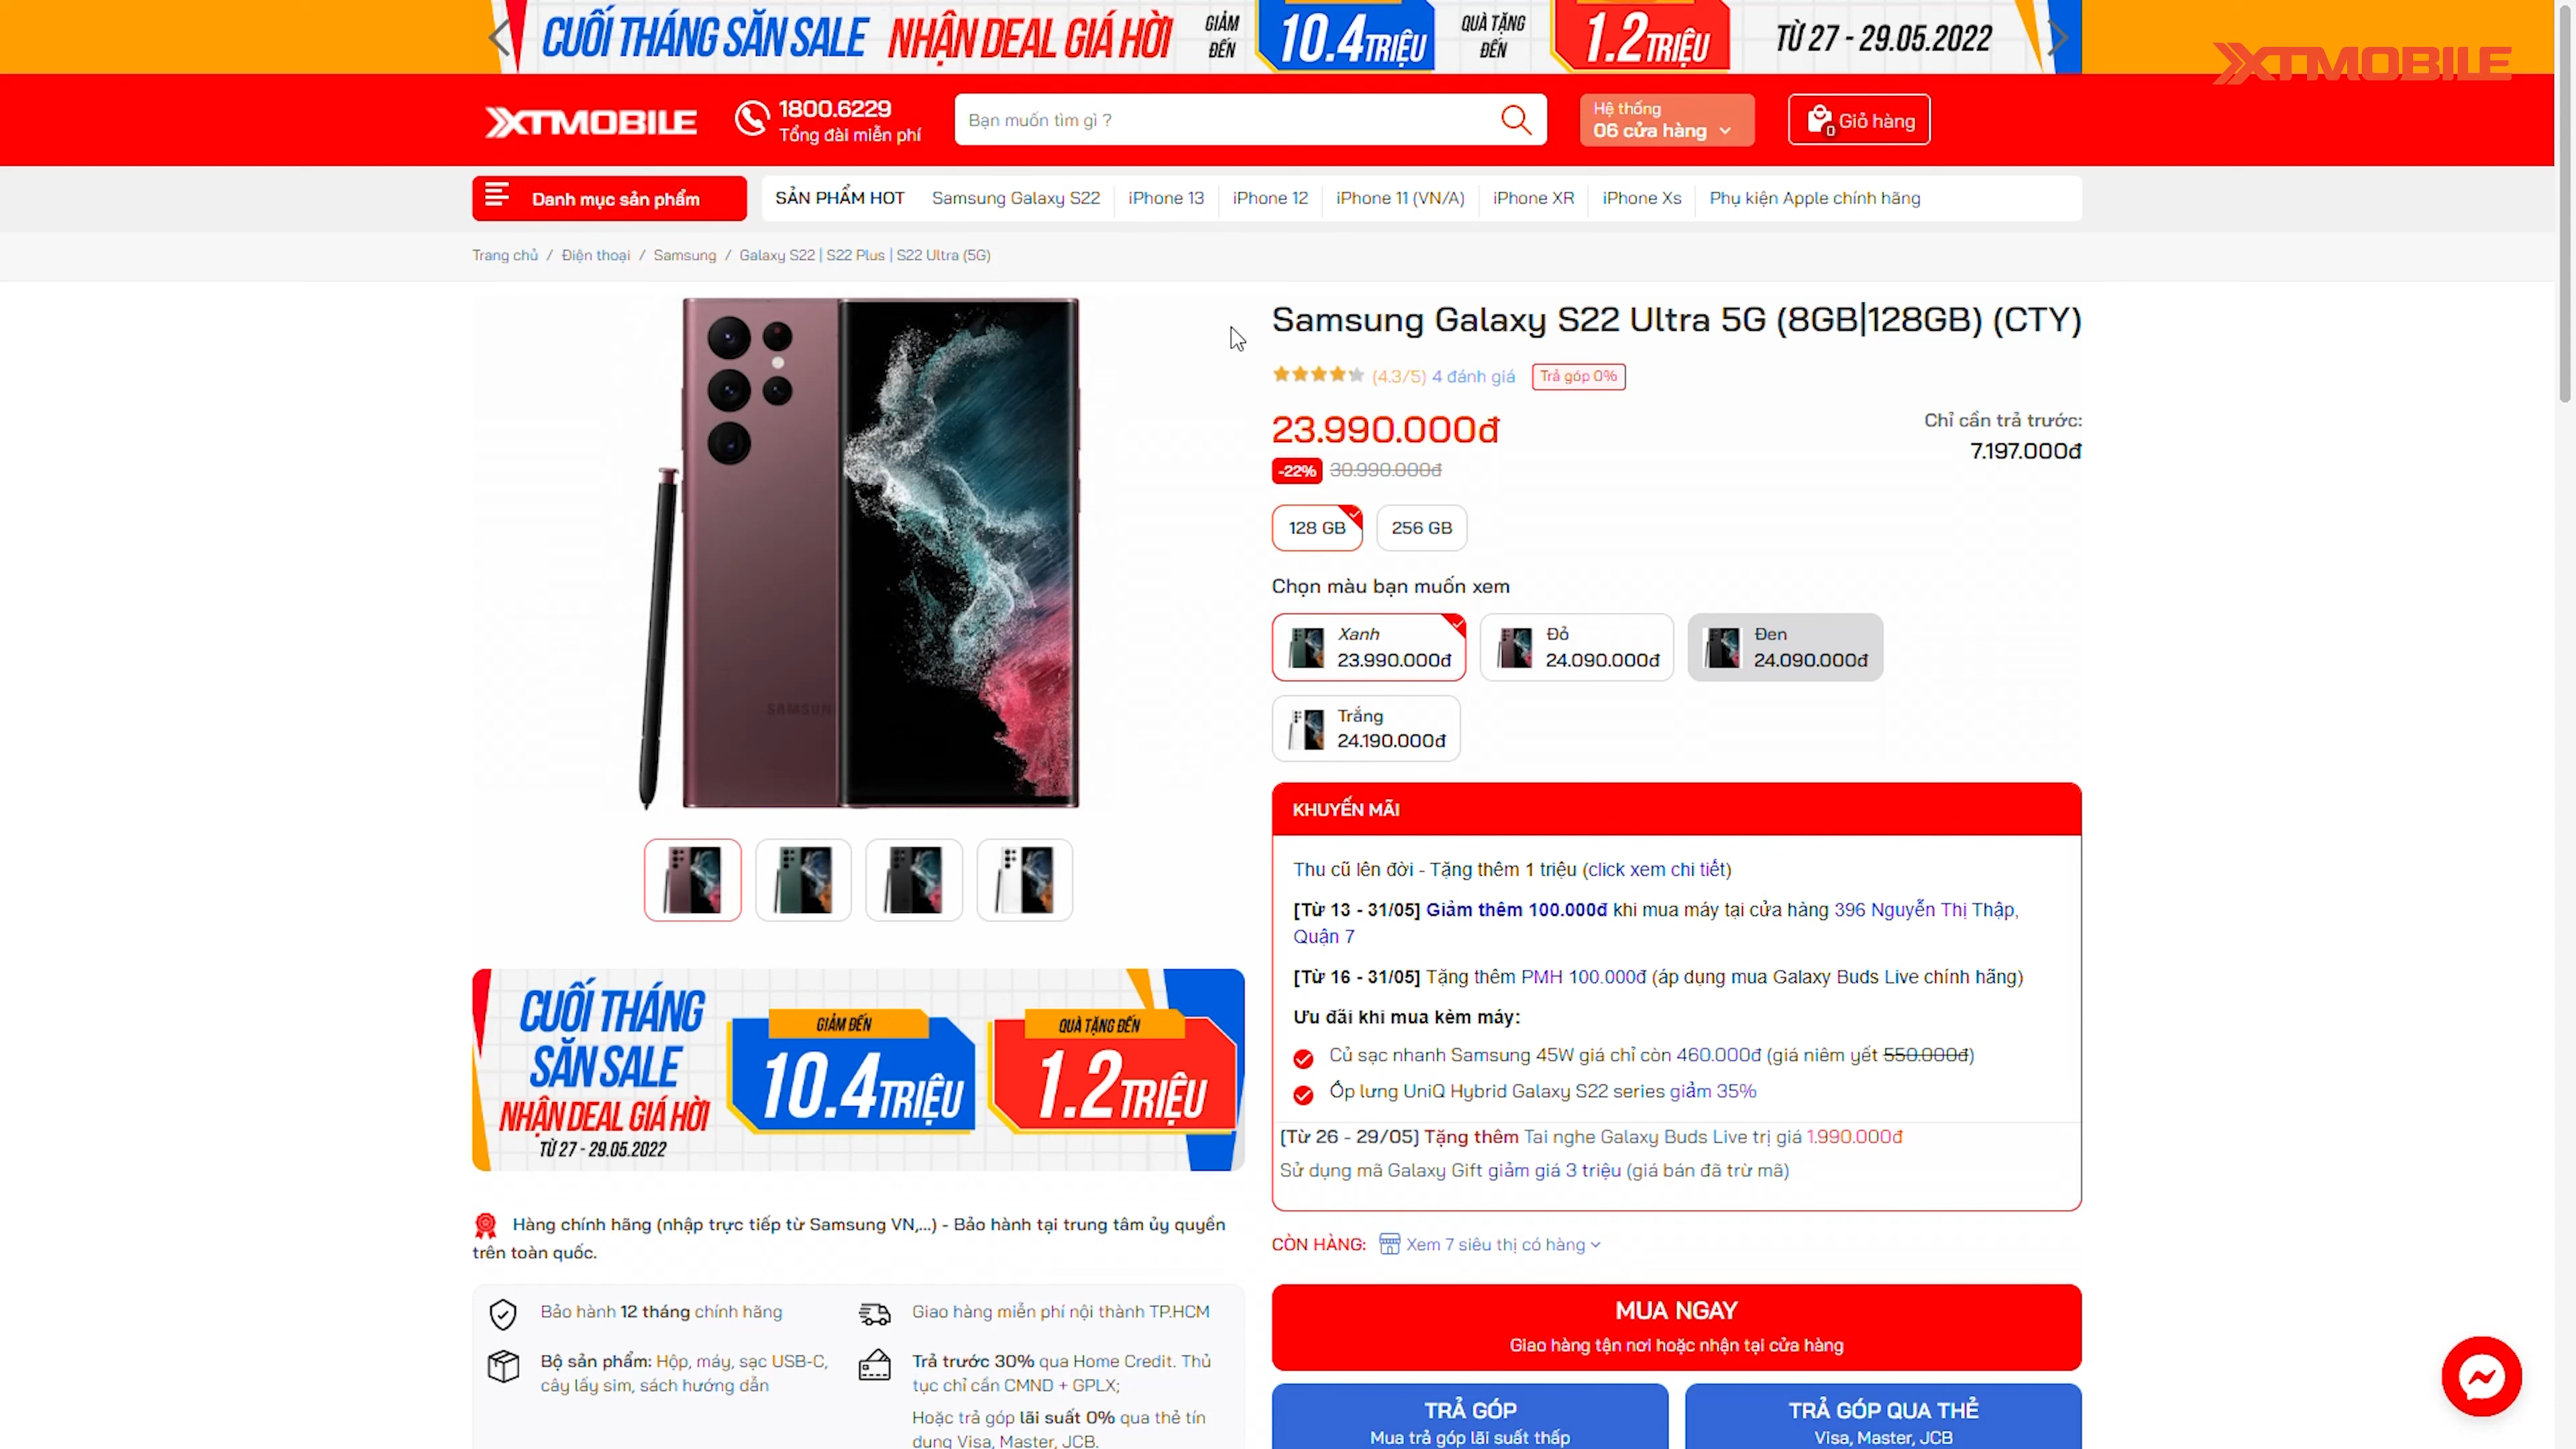 CUỐI THÁNG SĂN SALE NHẬN DEAL GIÁ HỜI GIẢM ĐẾN 10.4 TRIỆU QUÀ TẶNG ĐẾN 1.2 TRIỆU TỪ 27 - 29.05.2022
XTMOBILE
XTMOBILE
1800.6229
Tổng đài miễn phí
Bạn muốn tìm gì ?
Hệ thống
06 cửa hàng
0 Giỏ hàng
Danh mục sản phẩm
SẢN PHẨM HOT Samsung Galaxy S22 iPhone 13 iPhone 12 iPhone 11 (VN/A) iPhone XR iPhone Xs Phụ kiện Apple chính hãng
Trang chủ / Điện thoại / Samsung / Galaxy S22 | S22 Plus | S22 Ultra (5G)
SAMSUN
CUỐI THÁNG
SĂN SALE
NHẬN DEAL GIÁ HỜI
TỪ 27 - 29.05.2022
GIẢM ĐẾN
10.4 TRIỆU
QUÀ TẶNG ĐẾN
1.2 TRIỆU
Hàng chính hãng (nhập trực tiếp từ Samsung VN,...) - Bảo hành tại trung tâm ủy quyền
trên toàn quốc.
Bảo hành 12 tháng chính hãng
Bộ sản phẩm: Hộp, máy, sạc USB-C,
cây lấy sim, sách hướng dẫn
Giao hàng miễn phí nội thành TP.HCM
Trả trước 30% qua Home Credit. Thủ
tục chỉ cần CMND + GPLX;
Hoặc trả góp lãi suất 0% qua thẻ tín
dụng Visa, Master, JCB.
Samsung Galaxy S22 Ultra 5G (8GB|128GB) (CTY)
(4.3/5) 4 đánh giá Trả góp 0%
23.990.000đ
-22% 30.990.000đ
Chỉ cần trả trước:
7.197.000đ
128 GB 256 GB
Chọn màu bạn muốn xem
Xanh
23.990.000đ
Đỏ
24.090.000đ
Đen
24.090.000đ
Trắng
24.190.000đ
KHUYẾN MÃI
Thu cũ lên đời - Tặng thêm 1 triệu (click xem chi tiết)
[Từ 13 - 31/05] Giảm thêm 100.000đ khi mua máy tại cửa hàng 396 Nguyễn Thị Thập,
Quận 7
[Từ 16 - 31/05] Tặng thêm PMH 100.000đ (áp dụng mua Galaxy Buds Live chính hãng)
Ưu đãi khi mua kèm máy:
Củ sạc nhanh Samsung 45W giá chỉ còn 460.000đ (giá niêm yết 550.000đ)
Ốp lưng UniQ Hybrid Galaxy S22 series giảm 35%
[Từ 26 - 29/05] Tặng thêm Tai nghe Galaxy Buds Live trị giá 1.990.000đ
Sử dụng mã Galaxy Gift giảm giá 3 triệu (giá bán đã trừ mã)
CÒN HÀNG: Xem 7 siêu thị có hàng
MUA NGAY
Giao hàng tận nơi hoặc nhận tại cửa hàng
TRẢ GÓP
Mua trả góp lãi suất thấp
TRẢ GÓP QUA THẺ
Visa, Master, JCB